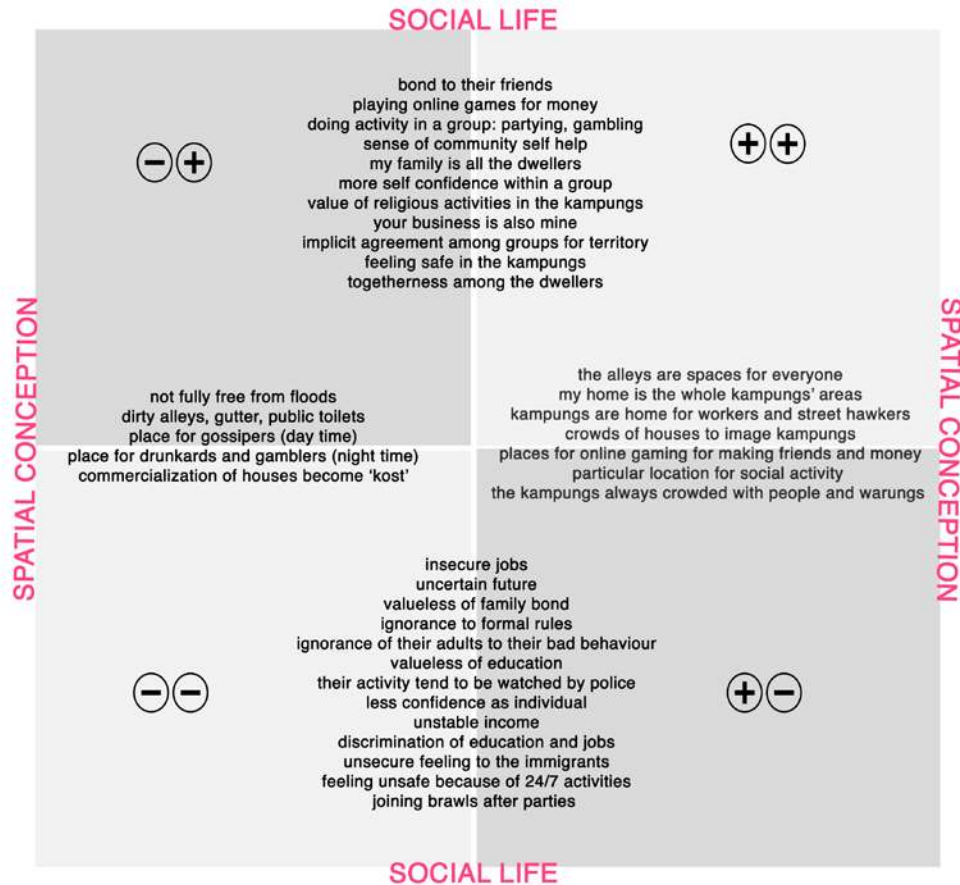 SOCIAL LIFE
bond to their friends
playing online games for money
doing activity in a group: partying, gambling
sense of community self help
my family is all the dwellers
more self confidence within a group
value of religious activities in the kampungs
your business is also mine
implicit agreement among groups for territory
feeling safe in the kampungs
togetherness among the dwellers
−+
++
SPATIAL CONCEPTION
not fully free from floods
dirty alleys, gutter, public toilets
place for gossipers (day time)
place for drunkards and gamblers (night time)
commercialization of houses become ‘kost’
the alleys are spaces for everyone
my home is the whole kampungs’ areas
kampungs are home for workers and street hawkers
crowds of houses to image kampungs
places for online gaming for making friends and money
particular location for social activity
the kampungs always crowded with people and warungs
SPATIAL CONCEPTION
insecure jobs
uncertain future
valueless of family bond
ignorance to formal rules
ignorance of their adults to their bad behaviour
valueless of education
their activity tend to be watched by police
less confidence as individual
unstable income
discrimination of education and jobs
unsecure feeling to the immigrants
feeling unsafe because of 24/7 activities
joining brawls after parties
−−
+−
SOCIAL LIFE